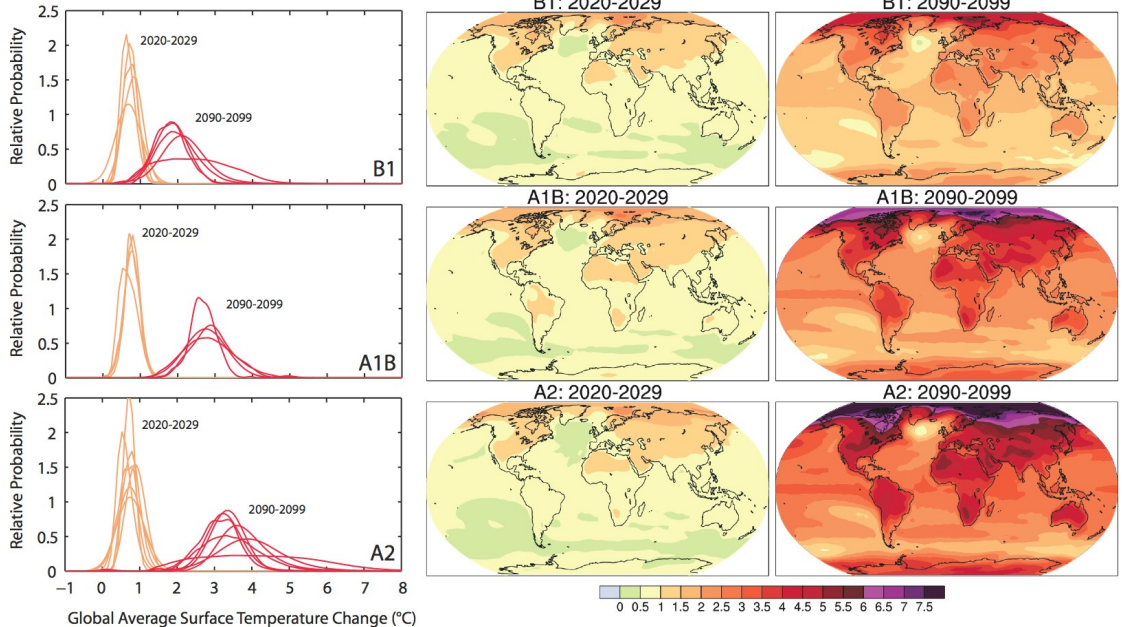 B1: 2020-2029
B1: 2090-2099
Relative Probability
2.5
2
1.5
1
0.5
0
2020-2029
2090-2099
B1
A1B: 2020-2029
A1B: 2090-2099
Relative Probability
2.5
2
1.5
1
0.5
0
2020-2029
2090-2099
A1B
A2: 2020-2029
A2: 2090-2099
Relative Probability
2.5
2
1.5
1
0.5
0
2020-2029
2090-2099
A2
−1 0 1 2 3 4 5 6 7 8
Global Average Surface Temperature Change (°C)
0 0.5 1 1.5 2 2.5 3 3.5 4 4.5 5 5.5 6 6.5 7 7.5